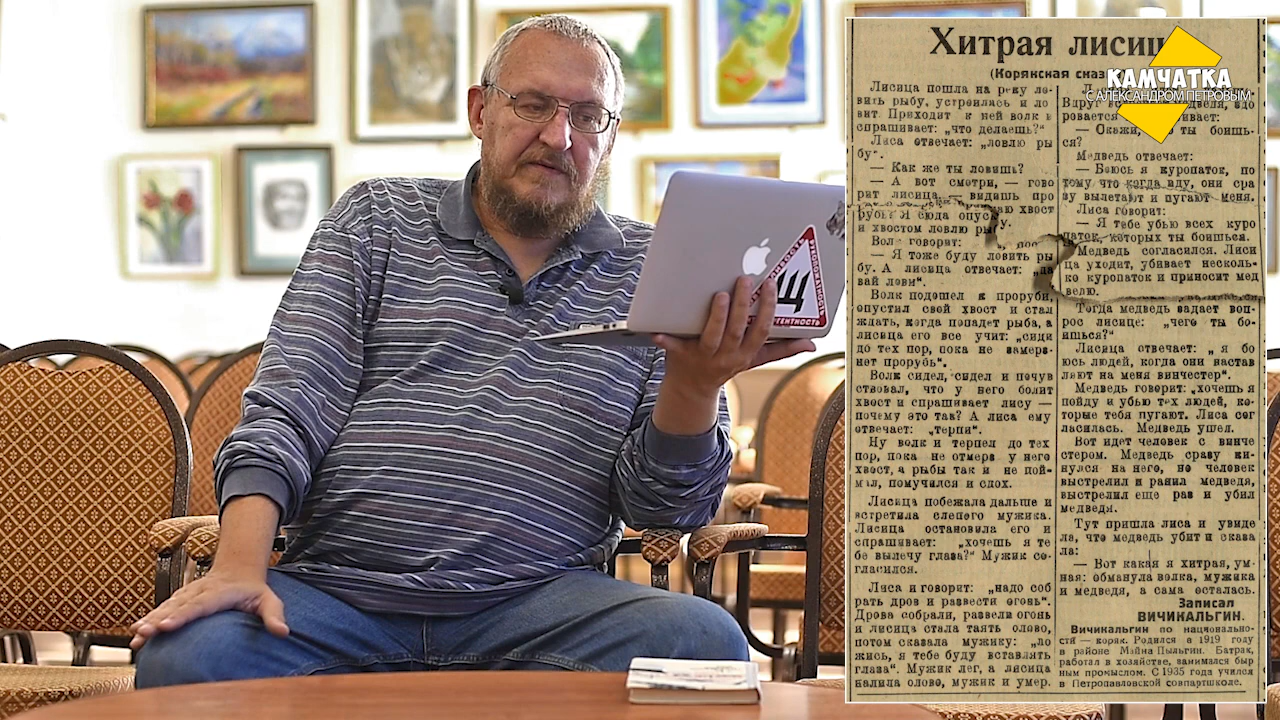 Хитрая
(Корякская
КАМЧАТКА
С АЛЕКСАНДРОМ ПЕТРОВЫМ
Лисица пошла на реку ло
вить рыбу, устроилась и ло
вит. Приходит к ней волк и
спрашивает: „что делаешь?"
Лиса отвечает: „ловлю ры
бу".
— Как же ты ловишь?
— А вот смотри, — гово
рит лисица, — видишь про
рубь? Я сюда хвост
и хвостом ловлю
Волк говорит:
— Я тоже буду ловить ры
бу. А лисица отвечает: „да
вай лови".
Волк подошел к проруби,
опустил свой хвост и стал
ждать, когда попадет рыба, а
лисица его все учит: „сиди
до тех пор, пока не замерз-
нет прорубь".
Волк сидел, сидел и почув
ствовал, что у него болит
хвост и спрашивает лису —
почему это так? А лиса ему
отвечает: „терпи".
Ну волк и терпел до тех
пор, пока не отмерз у него
хвост, а рыбы так и не пой-
мал, помучился и сдох.
Лисица побежала дальше и
встретила слепого мужика.
Лисица остановила его и
спрашивает: „хочешь я те
бе вылечу глаза?" Мужик со-
гласился.
Лиса и говорит: „надо соб
рать дров и развести огонь".
Дрова собрали, развели огонь
и лисица стала таять олово,
потом сказала мужику: „ло
жись, я тебе буду вставлять
глаза". Мужик лег, а лисица
налила олово, мужик и умер.
Вдруг
— Скажи, ты боишь-
ся?
Медведь отвечает:
— Боюсь я куропаток, по
тому что когда иду, они сра
зу вылетают и пугают меня.
Лиса говорит:
— Я тебе убью всех куро
паток, которых ты боишься.
Медведь согласился. Лиси
ца уходит, убивает несколь-
ко куропаток и приносит мед
ведю.
Тогда медведь задает воп-
рос лисице: „чего ты бо-
ишься?"
Лисица отвечает: „ я бо
юсь людей, когда они настав
ляют на меня винчестер".
Медведь говорит: „хочешь я
пойду и убью тех людей, ко-
торые тебя пугают. Лиса сог
ласилась. Медведь ушел.
Вот идет человек с винче
стером. Медведь сразу ки-
нулся на него, но человек
выстрелил и ранил медведя,
выстрелил еще раз и убил
медведя.
Тут пришла лиса и увиде
ла, что медведь убит и сказа
ла:
— Вот какая я хитрая, ум-
ная: обманула волка, мужика
и медведя, а сама осталась.
Записал
ВИЧИКАЛЬГИН.
Вичикальгин по национально-
сти — коряк. Родился в 1919 году
в районе Мэйна Пыльгин. Батрак,
работал в хозяйстве, занимался быр
ным промыслом. С 1935 года учился
в Петропавловской совпартшколе.
Щ